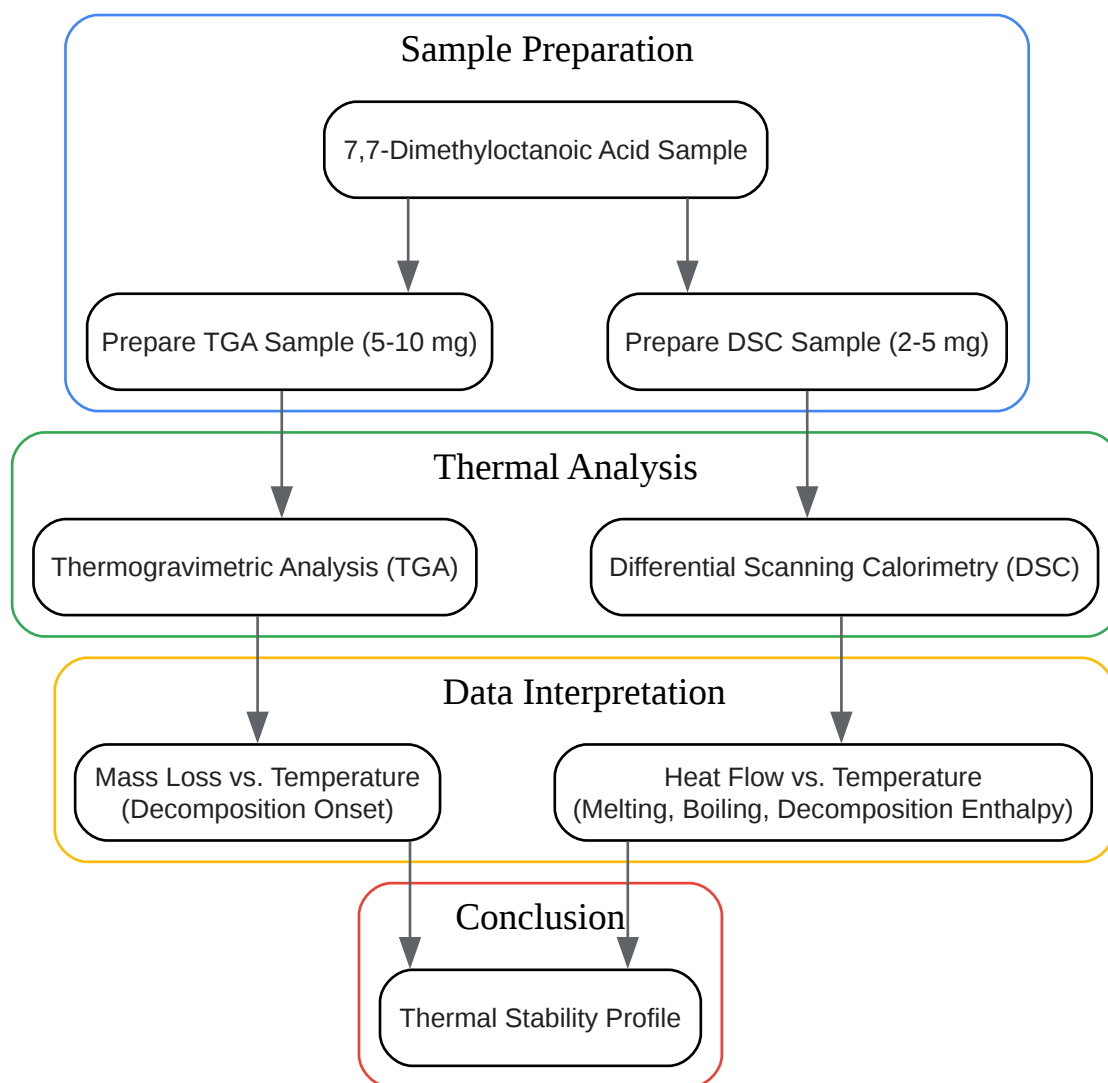 Sample Preparation
7,7-Dimethyloctanoic Acid Sample
Prepare TGA Sample (5-10 mg)
Prepare DSC Sample (2-5 mg)
Thermal Analysis
Thermogravimetric Analysis (TGA)
Differential Scanning Calorimetry (DSC)
Data Interpretation
Mass Loss vs. Temperature
(Decomposition Onset)
Heat Flow vs. Temperature
(Melting, Boiling, Decomposition Enthalpy)
Conclusion
Thermal Stability Profile